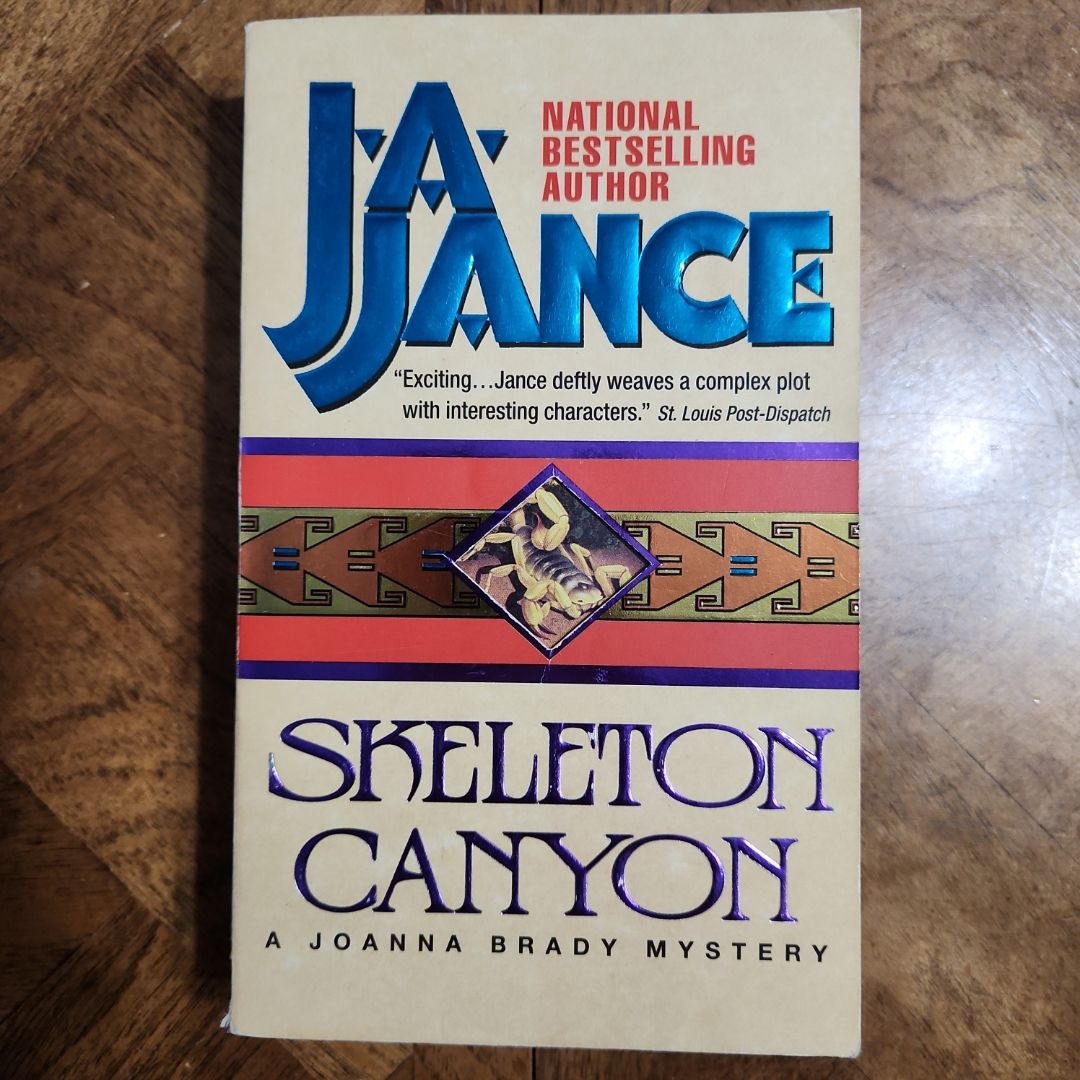 J.A.
NATIONAL
BESTSELLING
AUTHOR
JANCE
“Exciting...Jance deftly weaves a complex plot
with interesting characters.” St. Louis Post-Dispatch
SKELETON
CANYON
A JOANNA BRADY MYSTERY